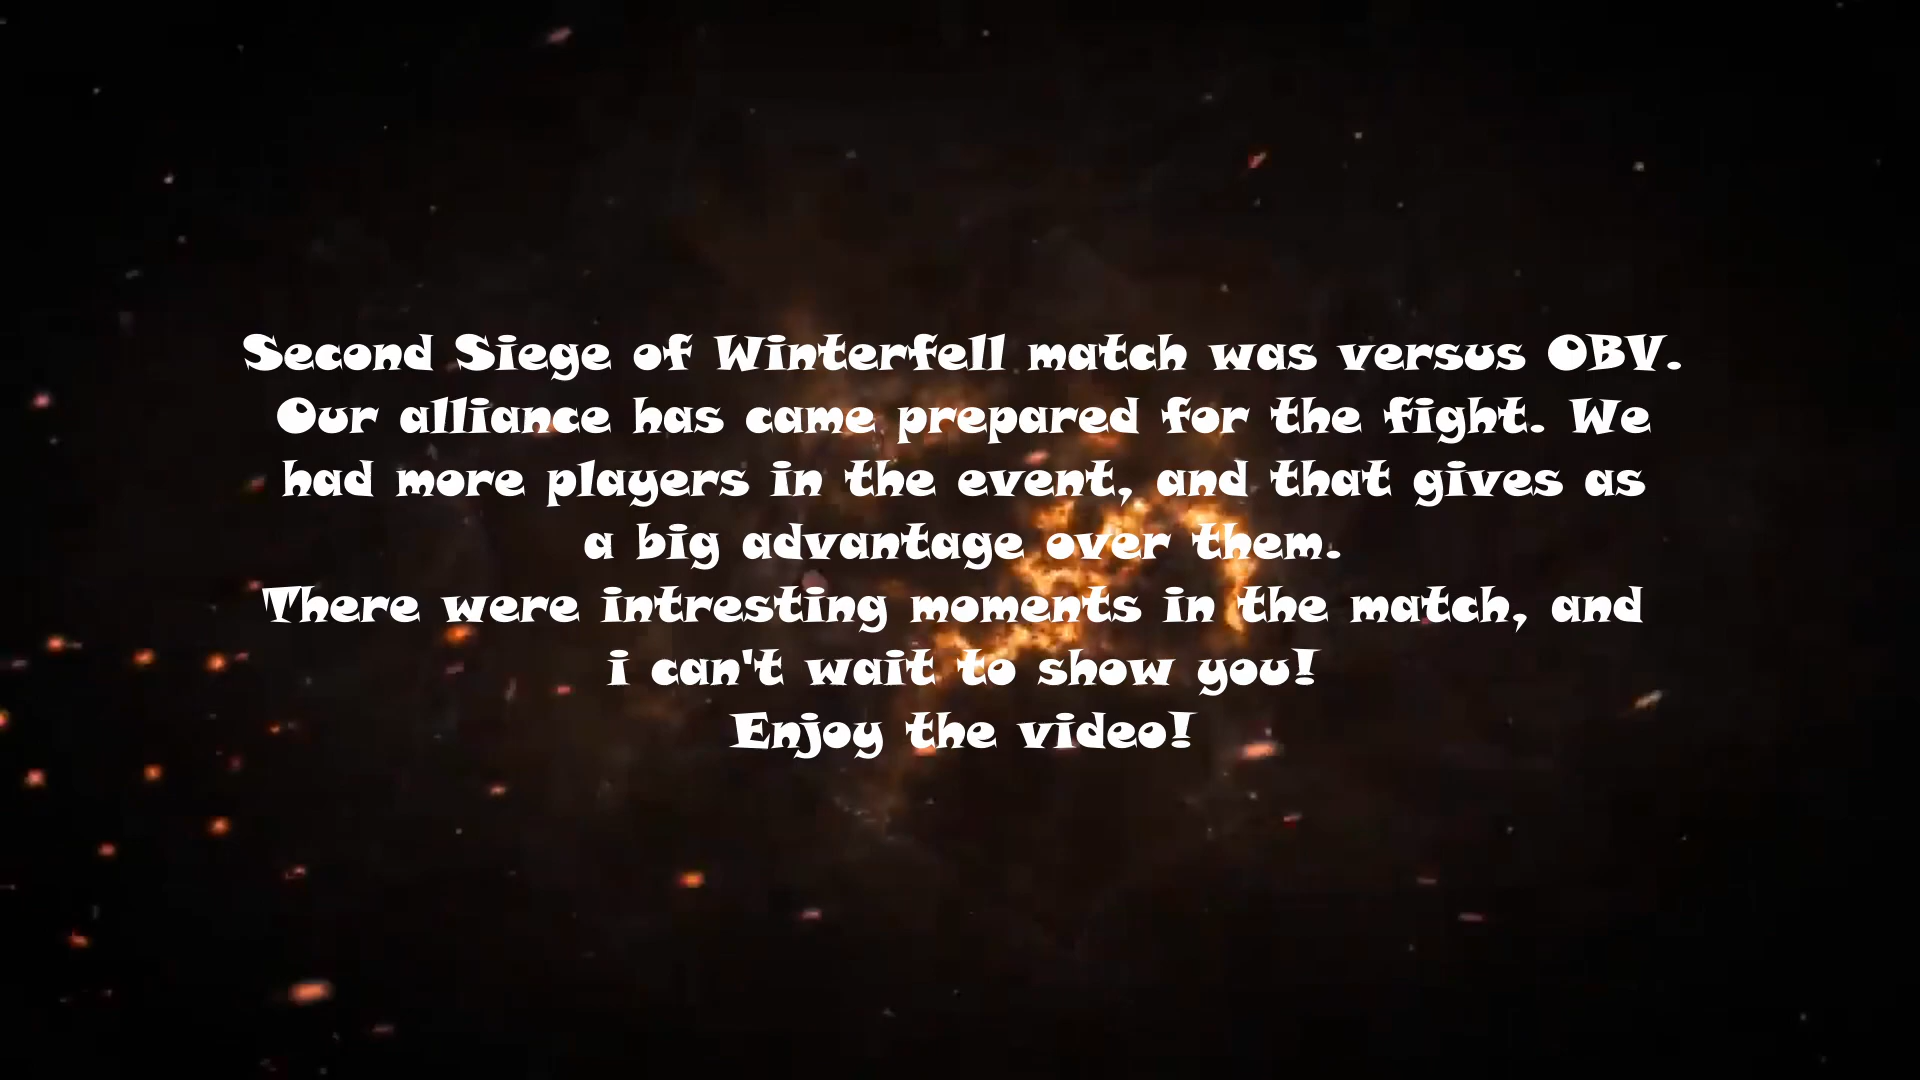 Second Siege of Winterfell match was versus OBV.
Our alliance has came prepared for the fight. We
had more players in the event, and that gives as
a big advantage over them.
There were intresting moments in the match, and
i can't wait to show you!
Enjoy the video!